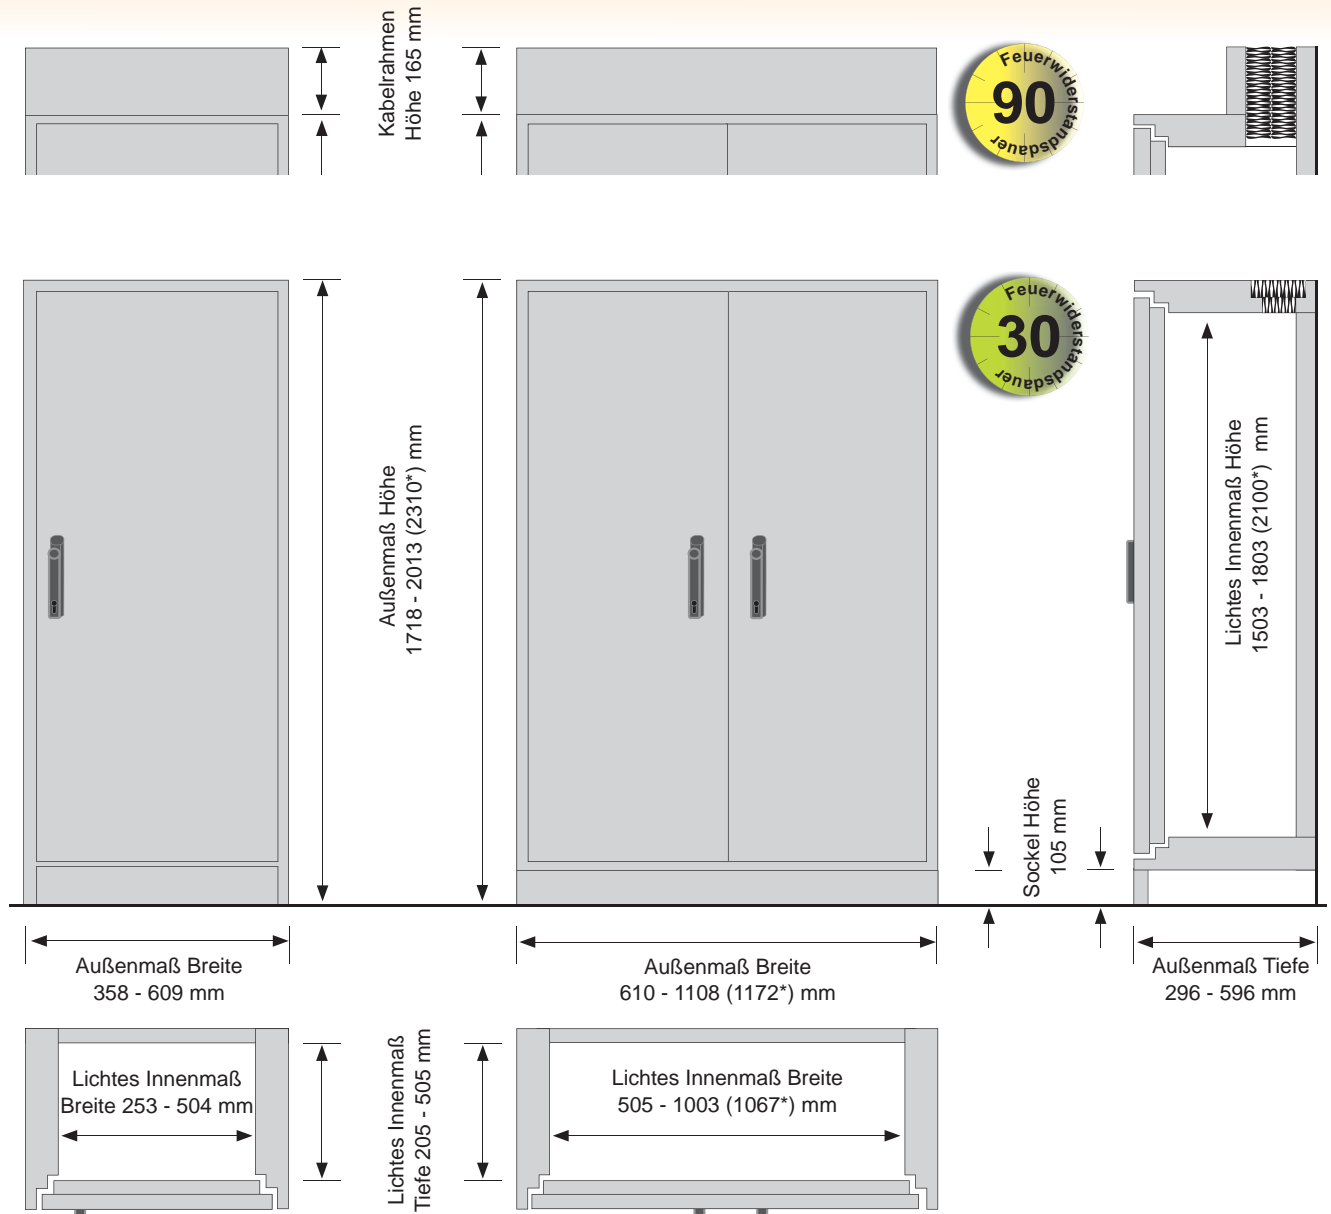 Kabelrahmen
Höhe 165 mm
Feuerwiderstandsdauer
90
Feuerwiderstandsdauer
30
Außenmaß Höhe
1718 - 2013 (2310*) mm
Lichtes Innenmaß Höhe
1503 - 1803 (2100*) mm
Sockel Höhe
105 mm
Außenmaß Breite
358 - 609 mm
Außenmaß Breite
610 - 1108 (1172*) mm
Außenmaß Tiefe
296 - 596 mm
Lichtes Innenmaß
Breite 253 - 504 mm
Lichtes Innenmaß
Tiefe 205 - 505 mm
Lichtes Innenmaß Breite
505 - 1003 (1067*) mm